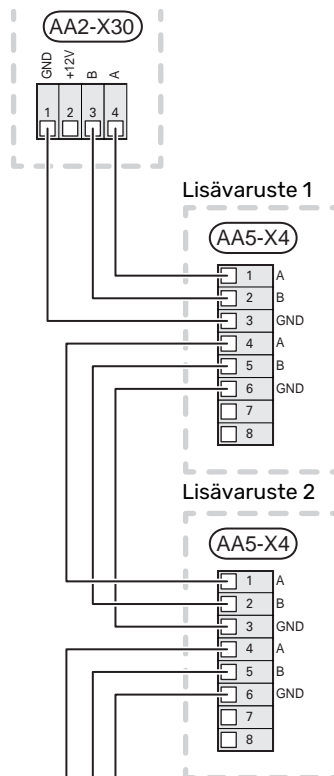 AA2-X30
GND +12V B A
1 2 3 4
Lisävaruste 1
AA5-X4
1 A
2 B
3 GND
4 A
5 B
6 GND
7
8
Lisävaruste 2
AA5-X4
1 A
2 B
3 GND
4 A
5 B
6 GND
7
8